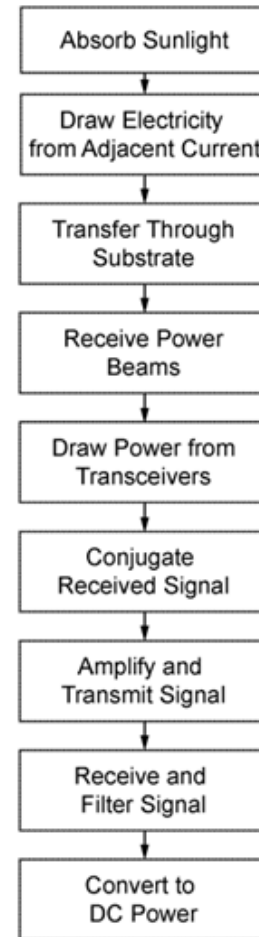 Absorb Sunlight
Draw Electricity
from Adjacent Current
Transfer Through
Substrate
Receive Power
Beams
Draw Power from
Transceivers
Conjugate
Received Signal
Amplify and
Transmit Signal
Receive and
Filter Signal
Convert to
DC Power